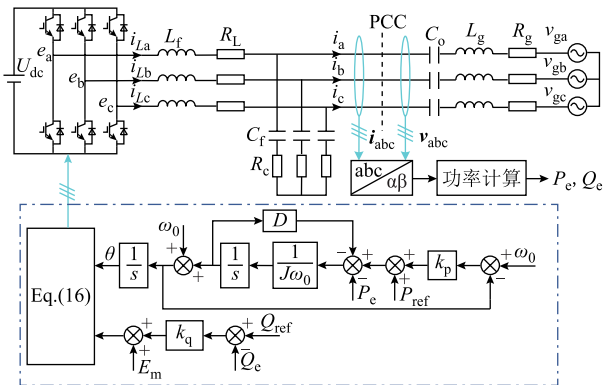 i_La L_f R_L i_a PCC C_o L_g R_g v_ga
e_a
U_dc e_b i_Lb i_b v_gb
e_c i_Lc i_c v_gc
C_f i_abc v_abc
R_c abc αβ 功率计算 P_e, Q_e
ω_0 D
θ 1/s + + 1/s 1/(Jω_0) − + − + + k_p + − ω_0
P_e P_ref
Eq.(16)
+ + k_q + − Q_ref
E_m Q_e